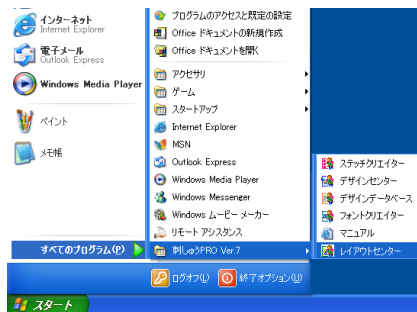 インターネット
Internet Explorer
電子メール
Outlook Express
Windows Media Player
ペイント
メモ帳
すべてのプログラム(P)
プログラムのアクセスと既定の設定
Office ドキュメントの新規作成
Office ドキュメントを開く
アクセサリ
ゲーム
スタートアップ
Internet Explorer
MSN
Outlook Express
Windows Media Player
Windows Messenger
Windows ムービー メーカー
リモート アシスタンス
刺しゅうPRO Ver.7
ステッチクリエイター
デザインセンター
デザインデータベース
フォントクリエイター
マニュアル
レイアウトセンター
ログオフ(L)
終了オプション(U)
スタート